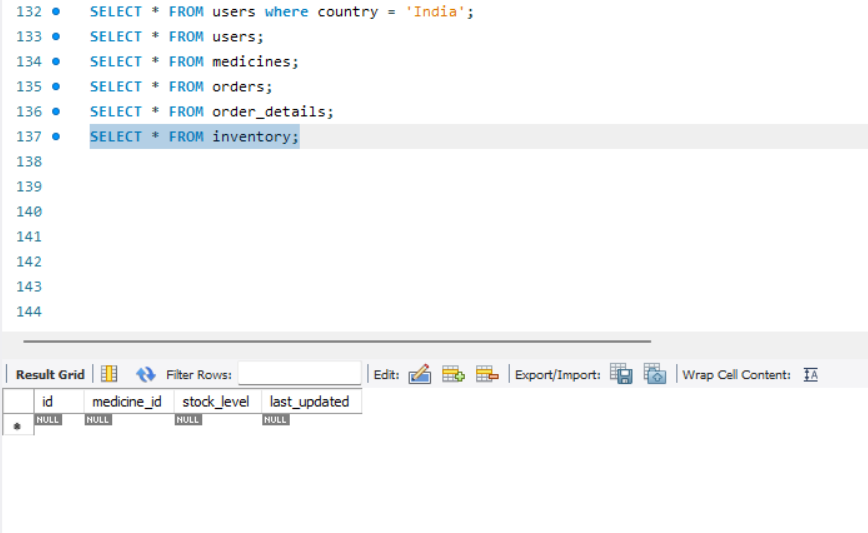 132 SELECT * FROM users where country = 'India';
133 SELECT * FROM users;
134 SELECT * FROM medicines;
135 SELECT * FROM orders;
136 SELECT * FROM order_details;
137 SELECT * FROM inventory;
138
139
140
141
142
143
144
Result Grid Filter Rows: Edit: Export/Import: Wrap Cell Content: IA
id medicine_id stock_level last_updated
* NULL NULL NULL NULL